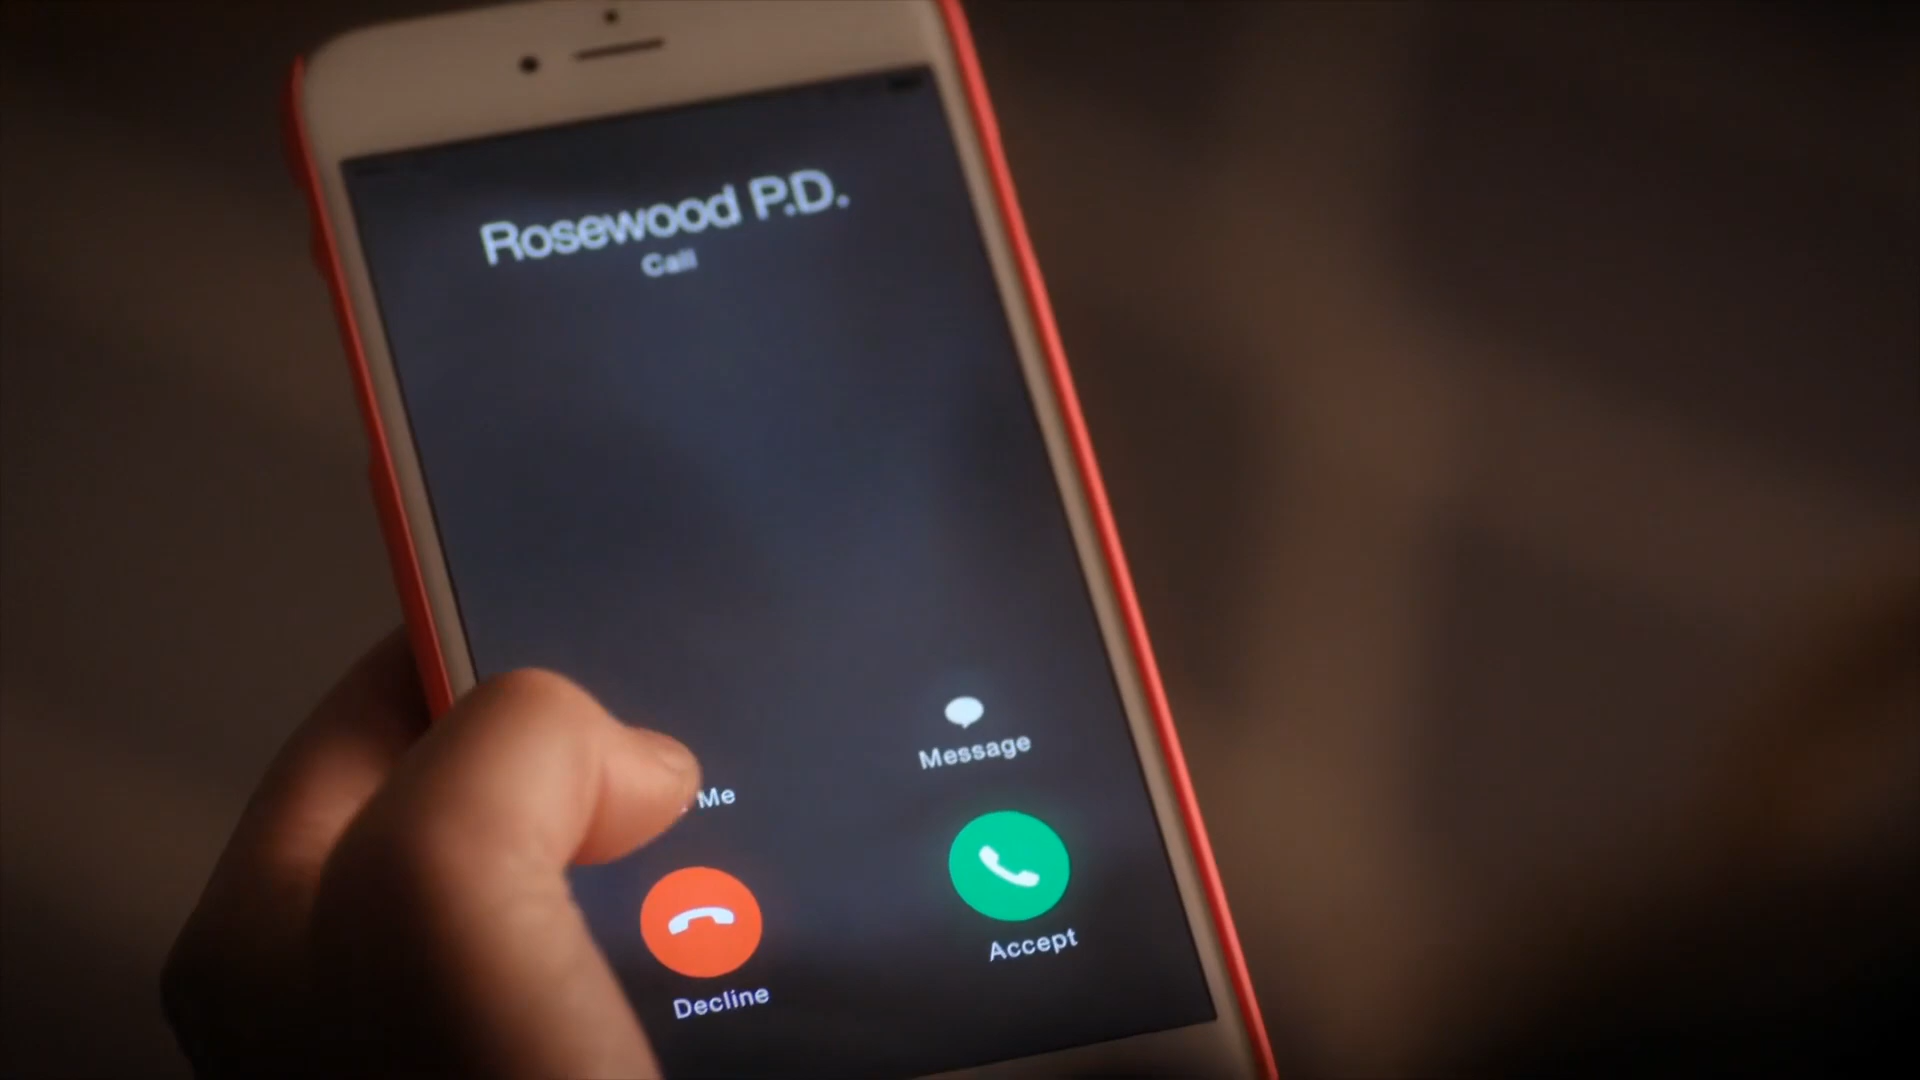 Rosewood P.D.
Call
Message
Me
Accept
Decline